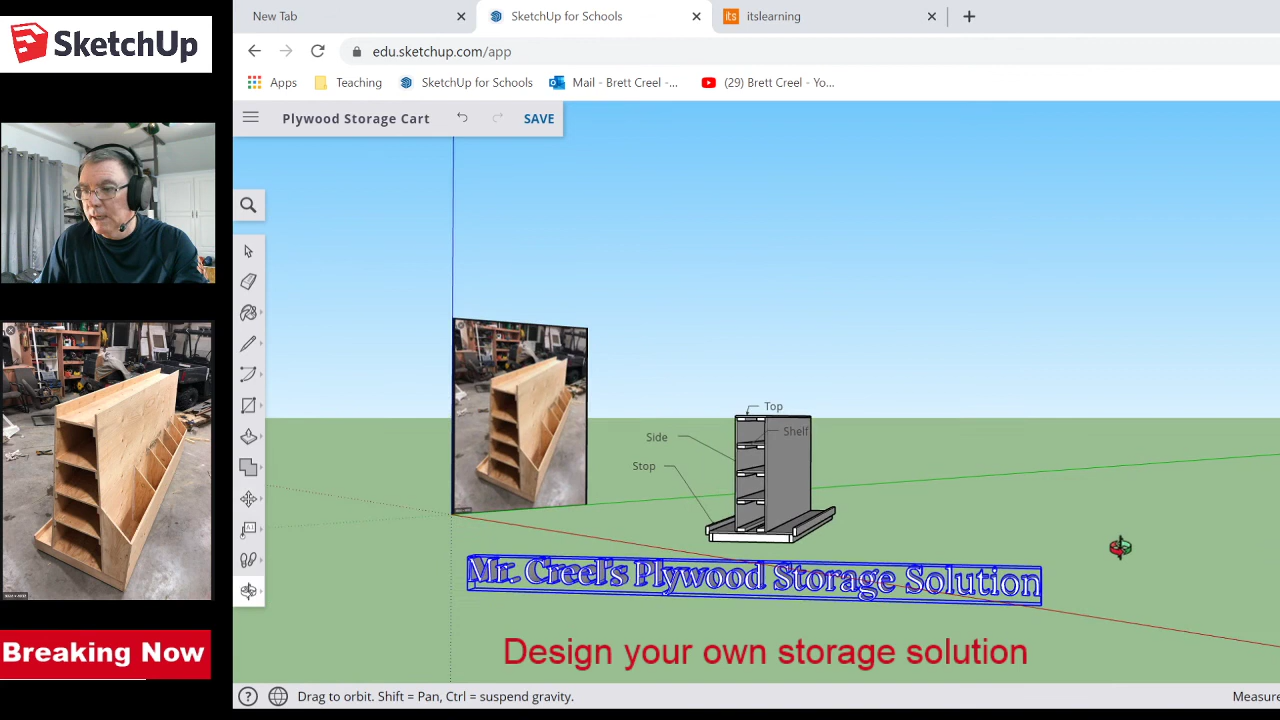 SketchUp
New Tab
SketchUp for Schools
its
itslearning
edu.sketchup.com/app
Apps
Teaching
SketchUp for Schools
Mail - Brett Creel -...
(29) Brett Creel - Yo...
Plywood Storage Cart
SAVE
Top
Shelf
Side
Stop
Mr. Creel's Plywood Storage Solution
Design your own storage solution
Breaking Now
Drag to orbit. Shift = Pan, Ctrl = suspend gravity.
Measure